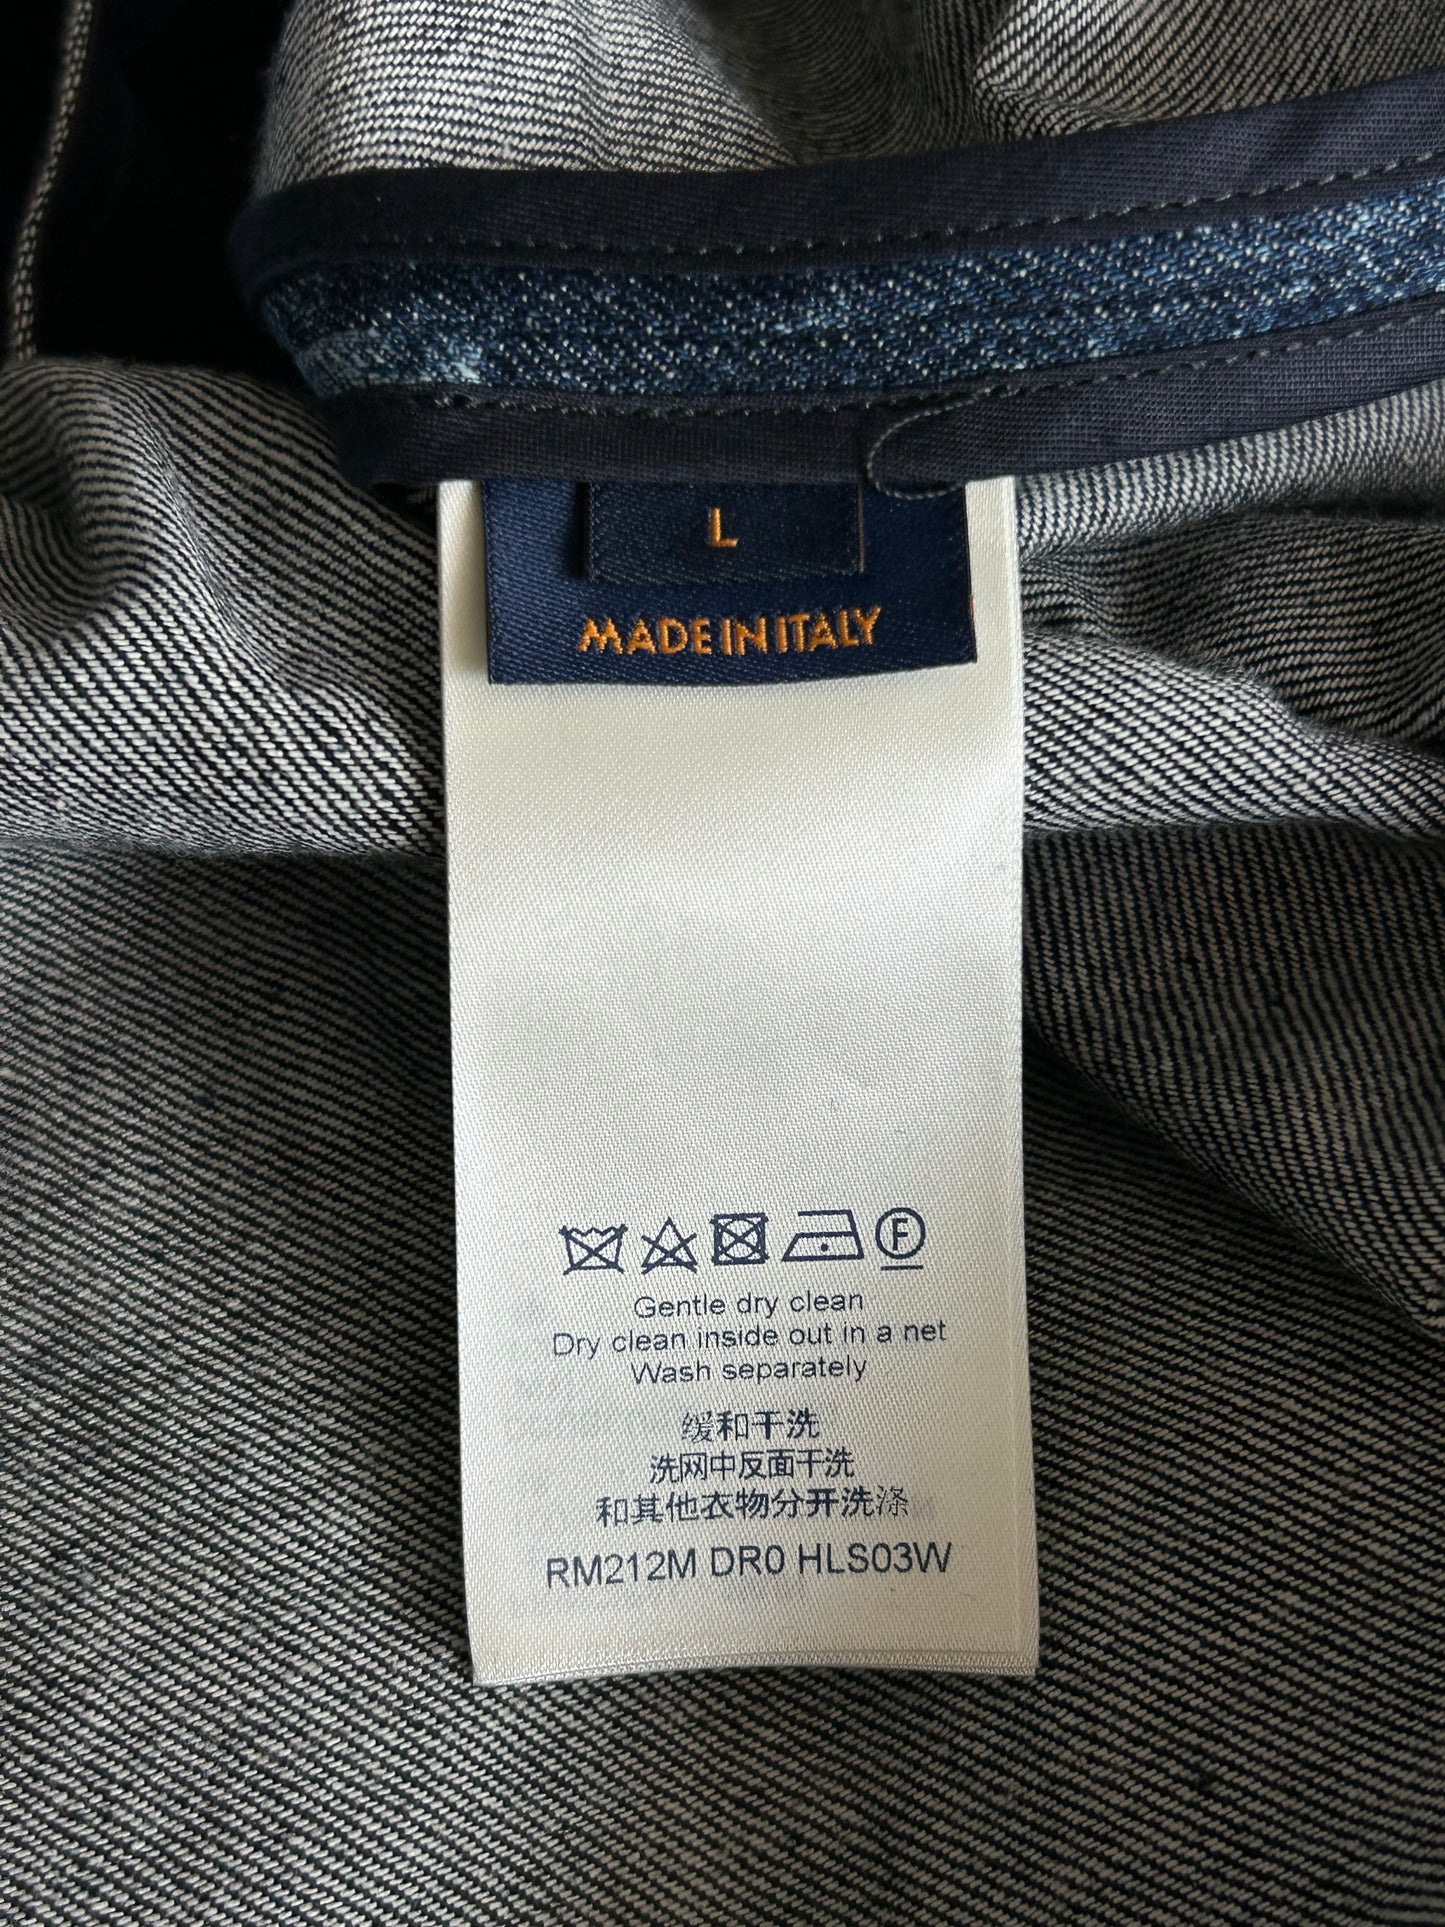 L
MADE IN ITALY
F
Gentle dry clean
Dry clean inside out in a net
Wash separately
缓和干洗
洗网中反面干洗
和其他衣物分开洗涤
RM212M DR0 HLS03W